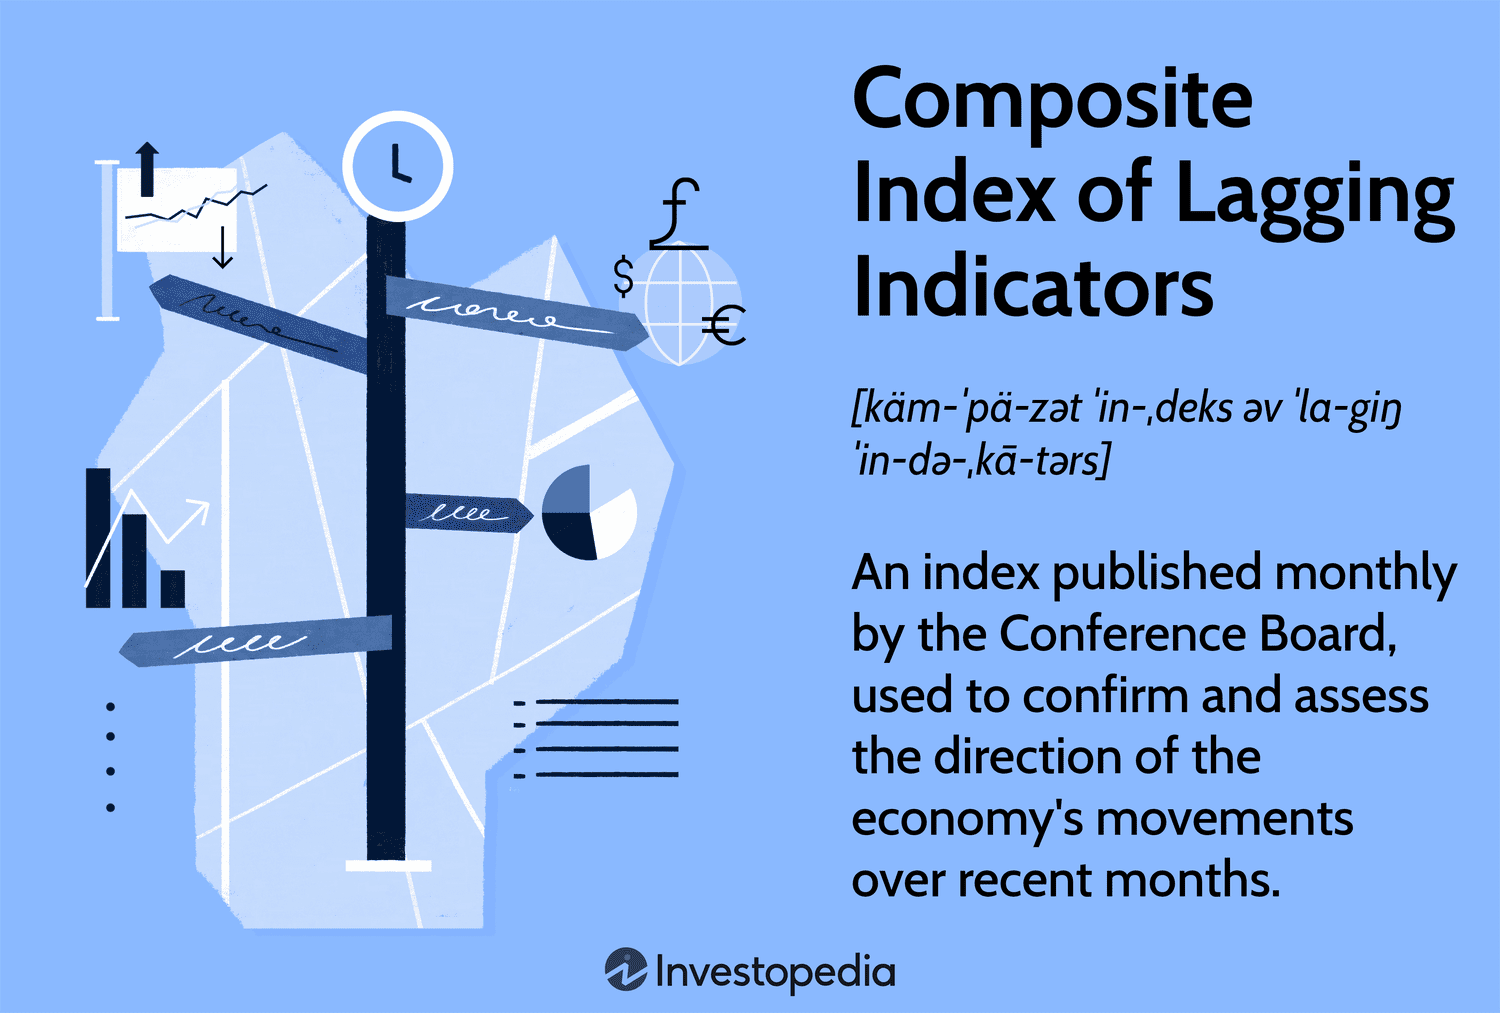 Composite
Index of Lagging
Indicators
[käm-ˈpä-zət ˈin-ˌdeks əv ˈla-giŋ
ˈin-də-ˌkā-tərs]
$
€
An index published monthly
by the Conference Board,
used to confirm and assess
the direction of the
economy's movements
over recent months.
Investopedia